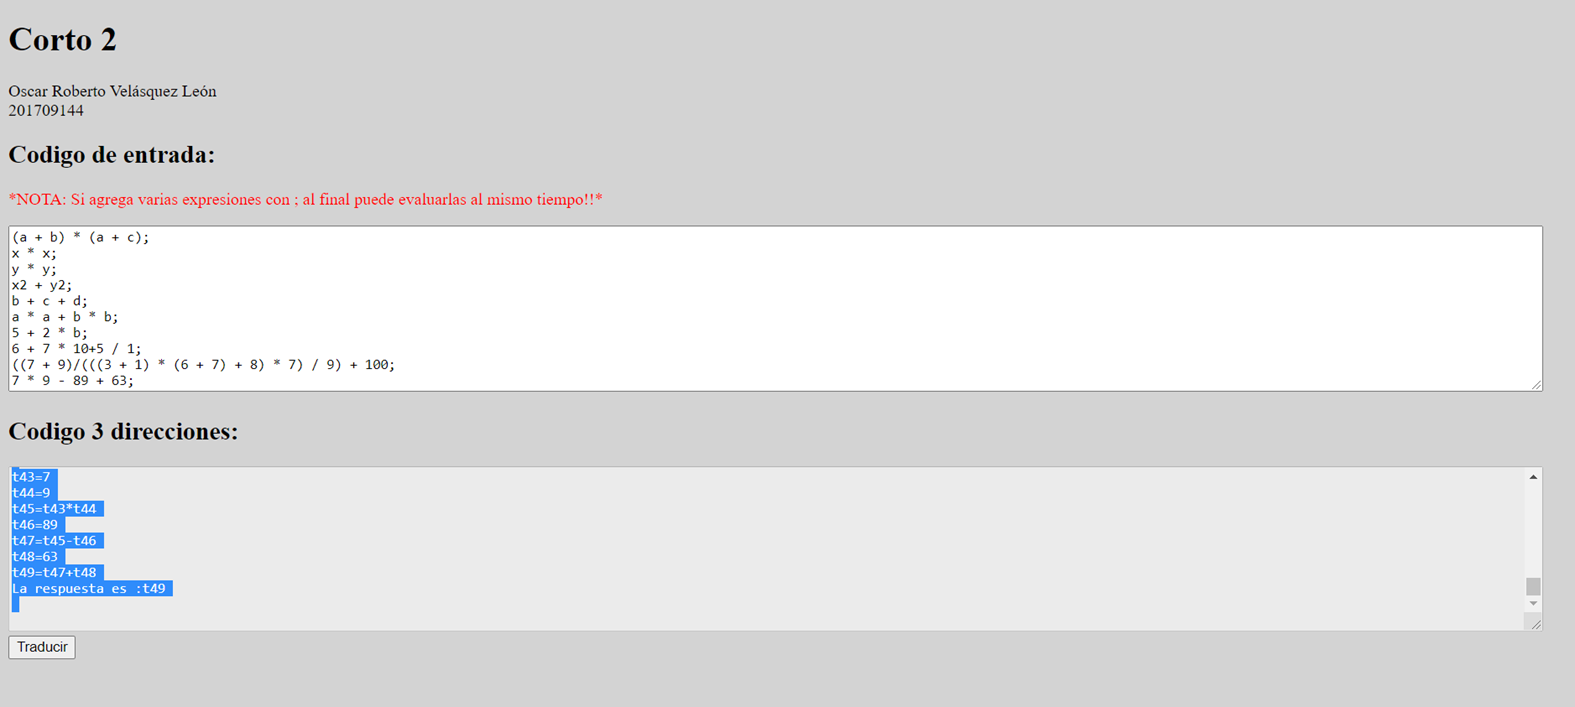 Corto 2
Oscar Roberto Velásquez León
201709144
Codigo de entrada:
*NOTA: Si agrega varias expresiones con ; al final puede evaluarlas al mismo tiempo!!*
(a + b) * (a + c);
x * x;
y * y;
x2 + y2;
b + c + d;
a * a + b * b;
5 + 2 * b;
6 + 7 * 10+5 / 1;
((7 + 9)/(((3 + 1) * (6 + 7) + 8) * 7) / 9) + 100;
7 * 9 - 89 + 63;
Codigo 3 direcciones:
t43=7
t44=9
t45=t43*t44
t46=89
t47=t45-t46
t48=63
t49=t47+t48
La respuesta es :t49
Traducir